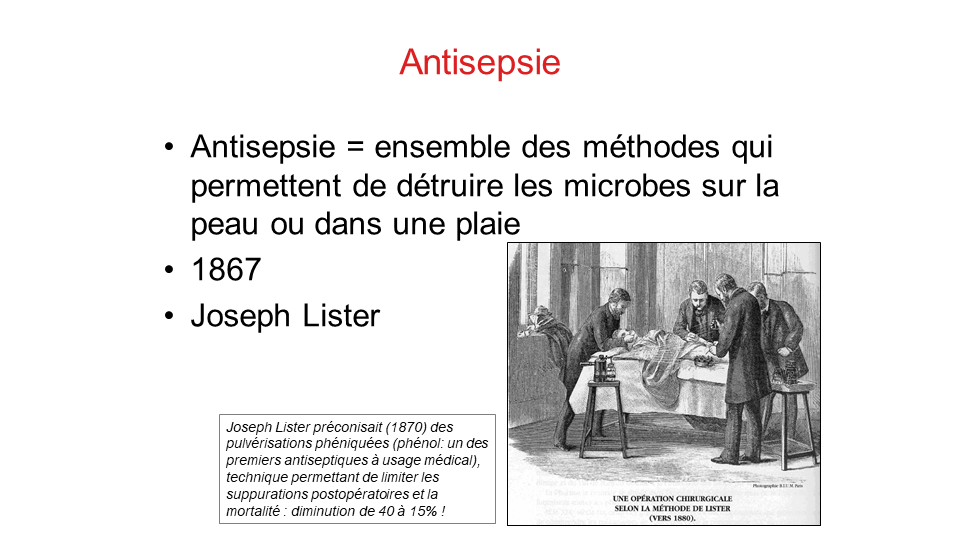 Antisepsie
• Antisepsie = ensemble des méthodes qui
permettent de détruire les microbes sur la
peau ou dans une plaie
• 1867
• Joseph Lister
Joseph Lister préconisait (1870) des
pulvérisations phéniquées (phénol: un des
premiers antiseptiques à usage médical),
technique permettant de limiter les
suppurations postopératoires et la
mortalité : diminution de 40 à 15% !
Photographie B.I.U.M. Paris
UNE OPÉRATION CHIRURGICALE
SELON LA MÉTHODE DE LISTER
(VERS 1880).